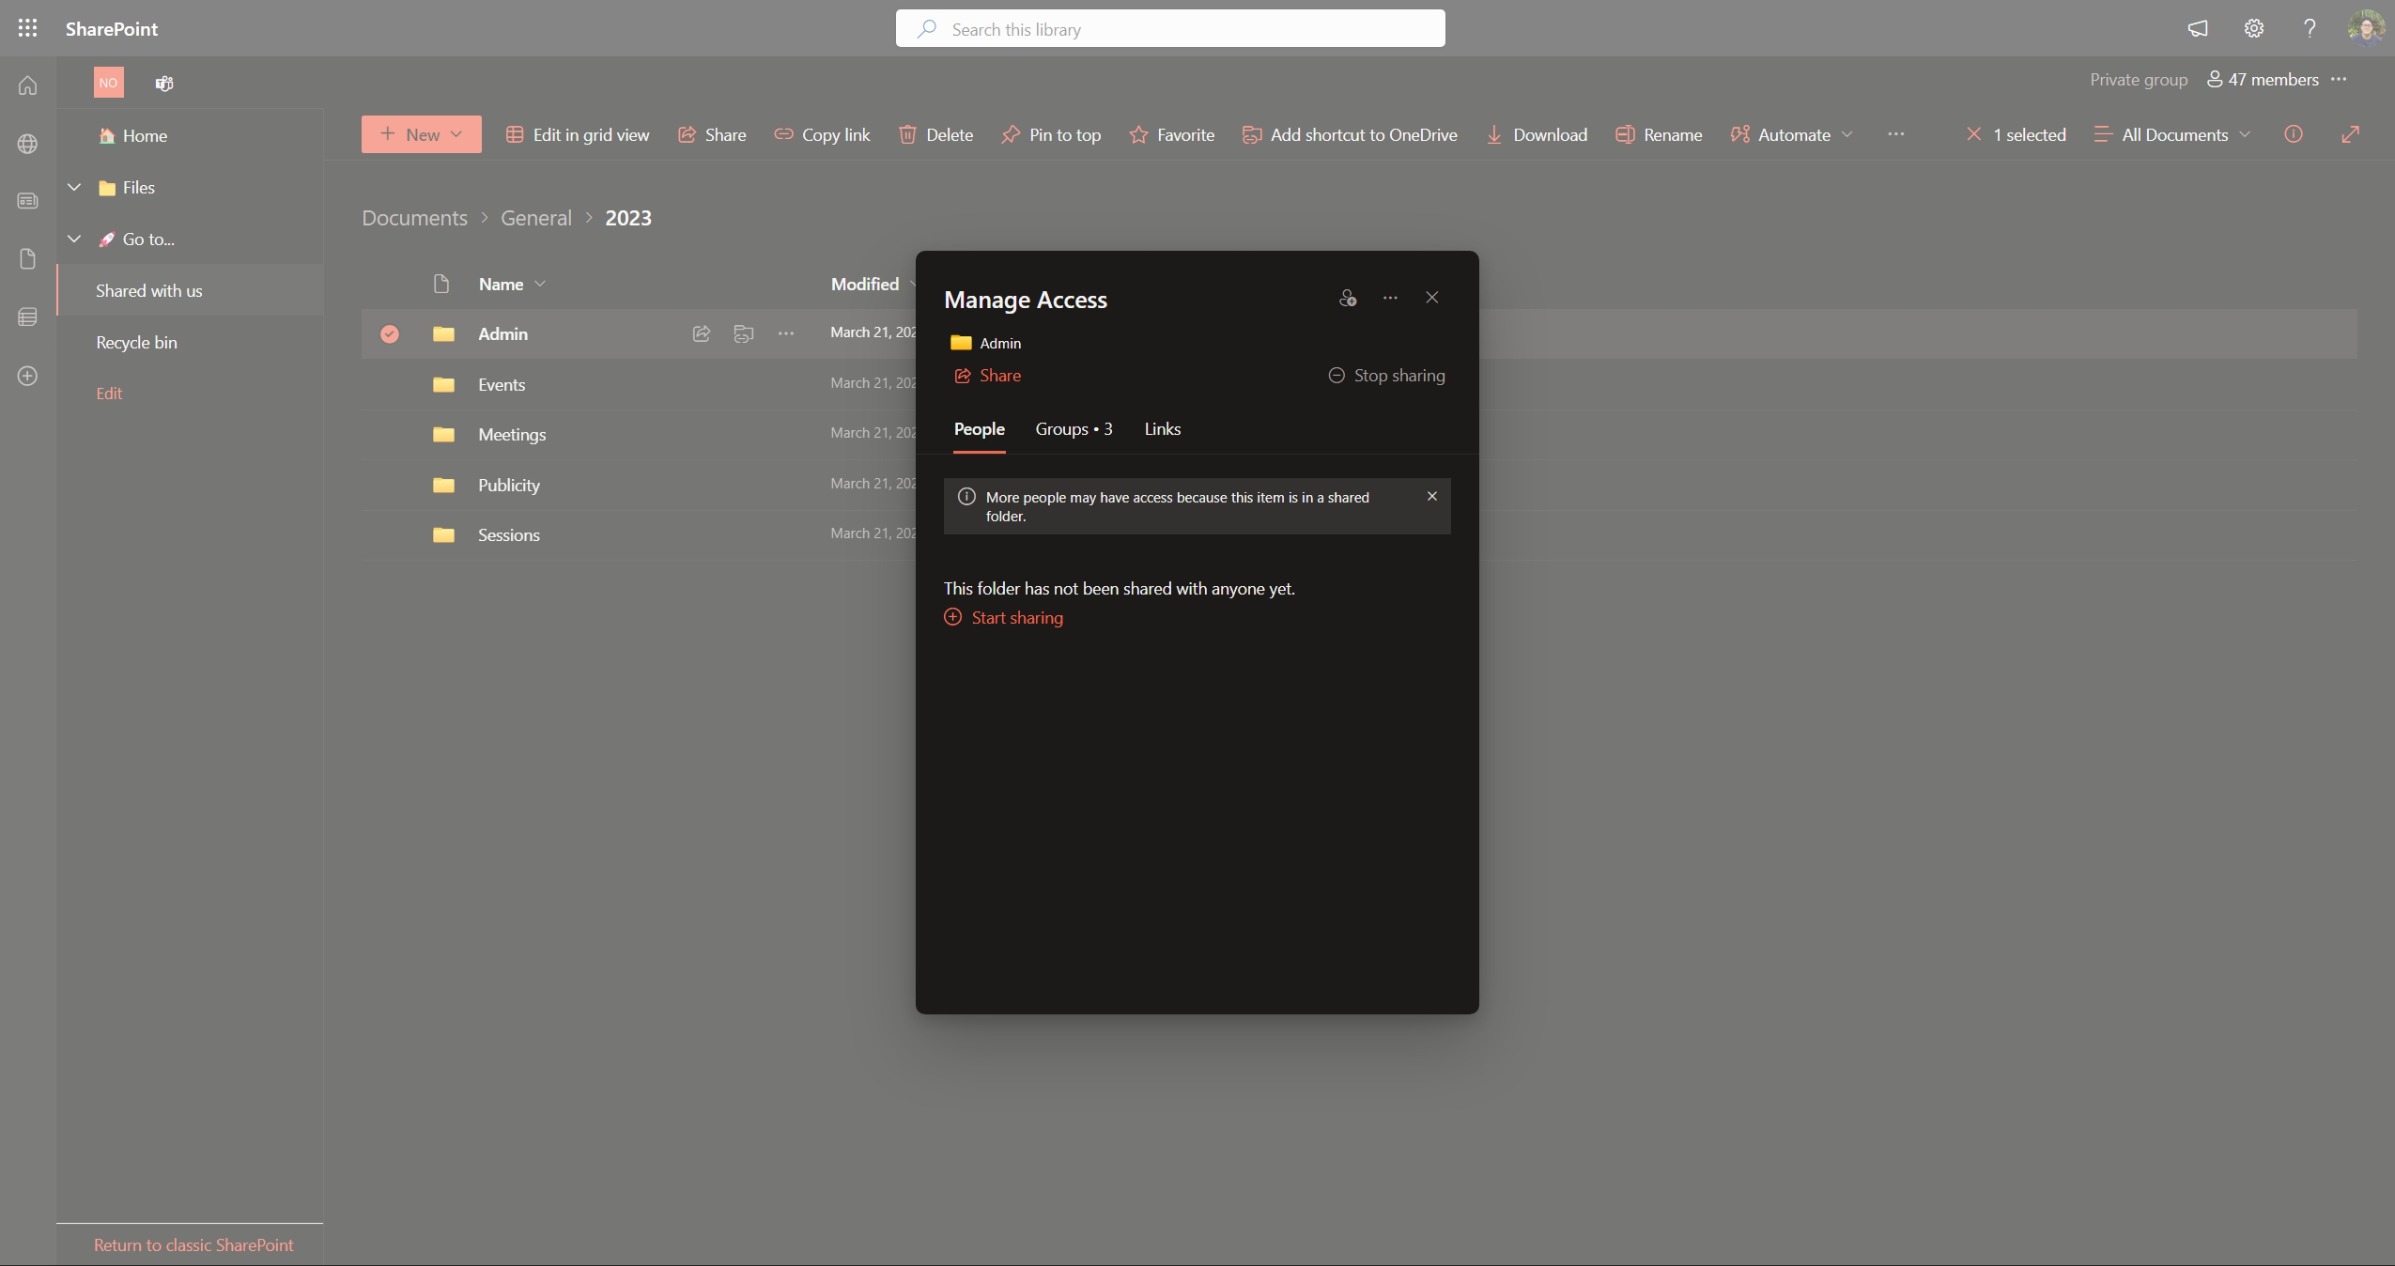 SharePoint
Search this library
NO
Private group
47 members
Home
Files
Go to...
Shared with us
Recycle bin
Edit
New
Edit in grid view
Share
Copy link
Delete
Pin to top
Favorite
Add shortcut to OneDrive
Download
Rename
Automate
1 selected
All Documents
Documents > General > 2023
Name
Modified
Admin
March 21, 202
Events
March 21, 202
Meetings
March 21, 202
Publicity
March 21, 202
Sessions
March 21, 202
Manage Access
Admin
Share
Stop sharing
People
Groups • 3
Links
More people may have access because this item is in a shared
folder.
This folder has not been shared with anyone yet.
Start sharing
Return to classic SharePoint